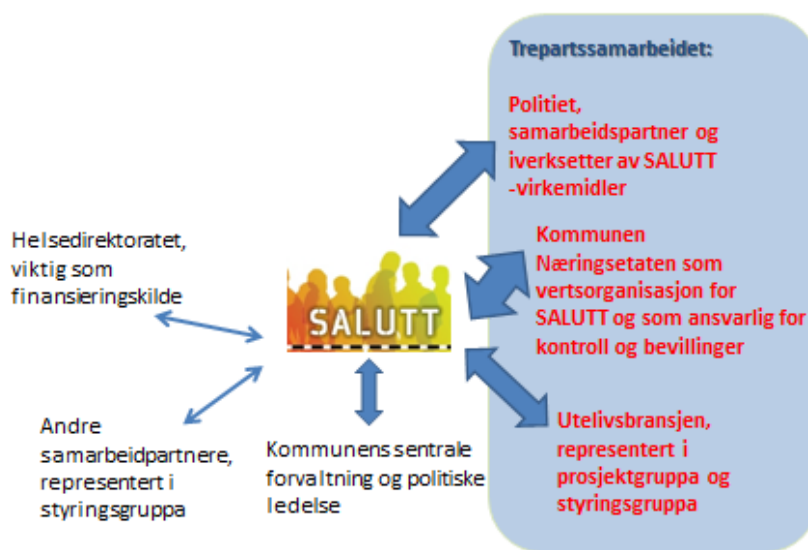 Trepartssamarbeidet:
Politiet,
samarbeidspartner og
iverksetter av SALUTT
-virkemidler
Kommunen
Næringsetaten som
vertsorganisasjon for
SALUTT og som ansvarlig for
kontroll og bevillinger
Utelivsbransjen,
representert i
prosjektgruppa og
styringsgruppa
Helsedirektoratet,
viktig som
finansieringskilde
SALUTT
Andre
samarbeidpartnere,
representert i
styringsgruppa
Kommunens sentrale
forvaltning og politiske
ledelse